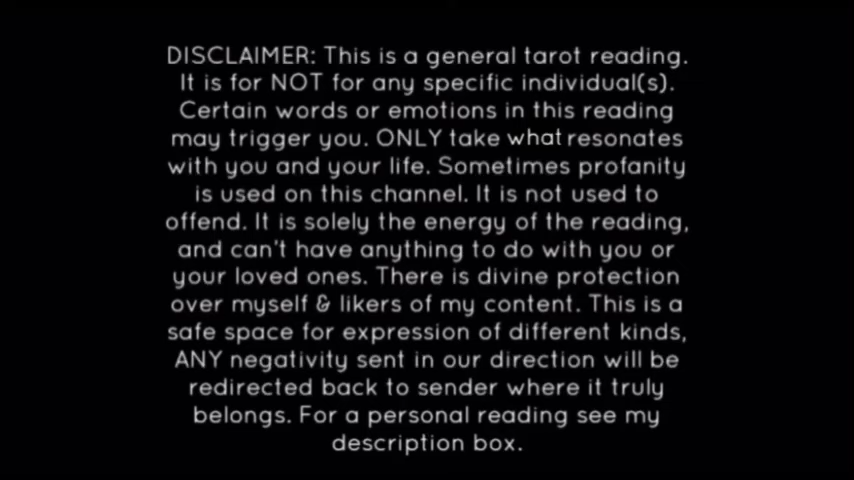 DISCLAIMER: This is a general tarot reading.
It is for NOT for any specific individual(s).
Certain words or emotions in this reading
may trigger you. ONLY take what resonates
with you and your life. Sometimes profanity
is used on this channel. It is not used to
offend. It is solely the energy of the reading,
and can't have anything to do with you or
your loved ones. There is divine protection
over myself & likers of my content. This is a
safe space for expression of different kinds,
ANY negativity sent in our direction will be
redirected back to sender where it truly
belongs. For a personal reading see my
description box.